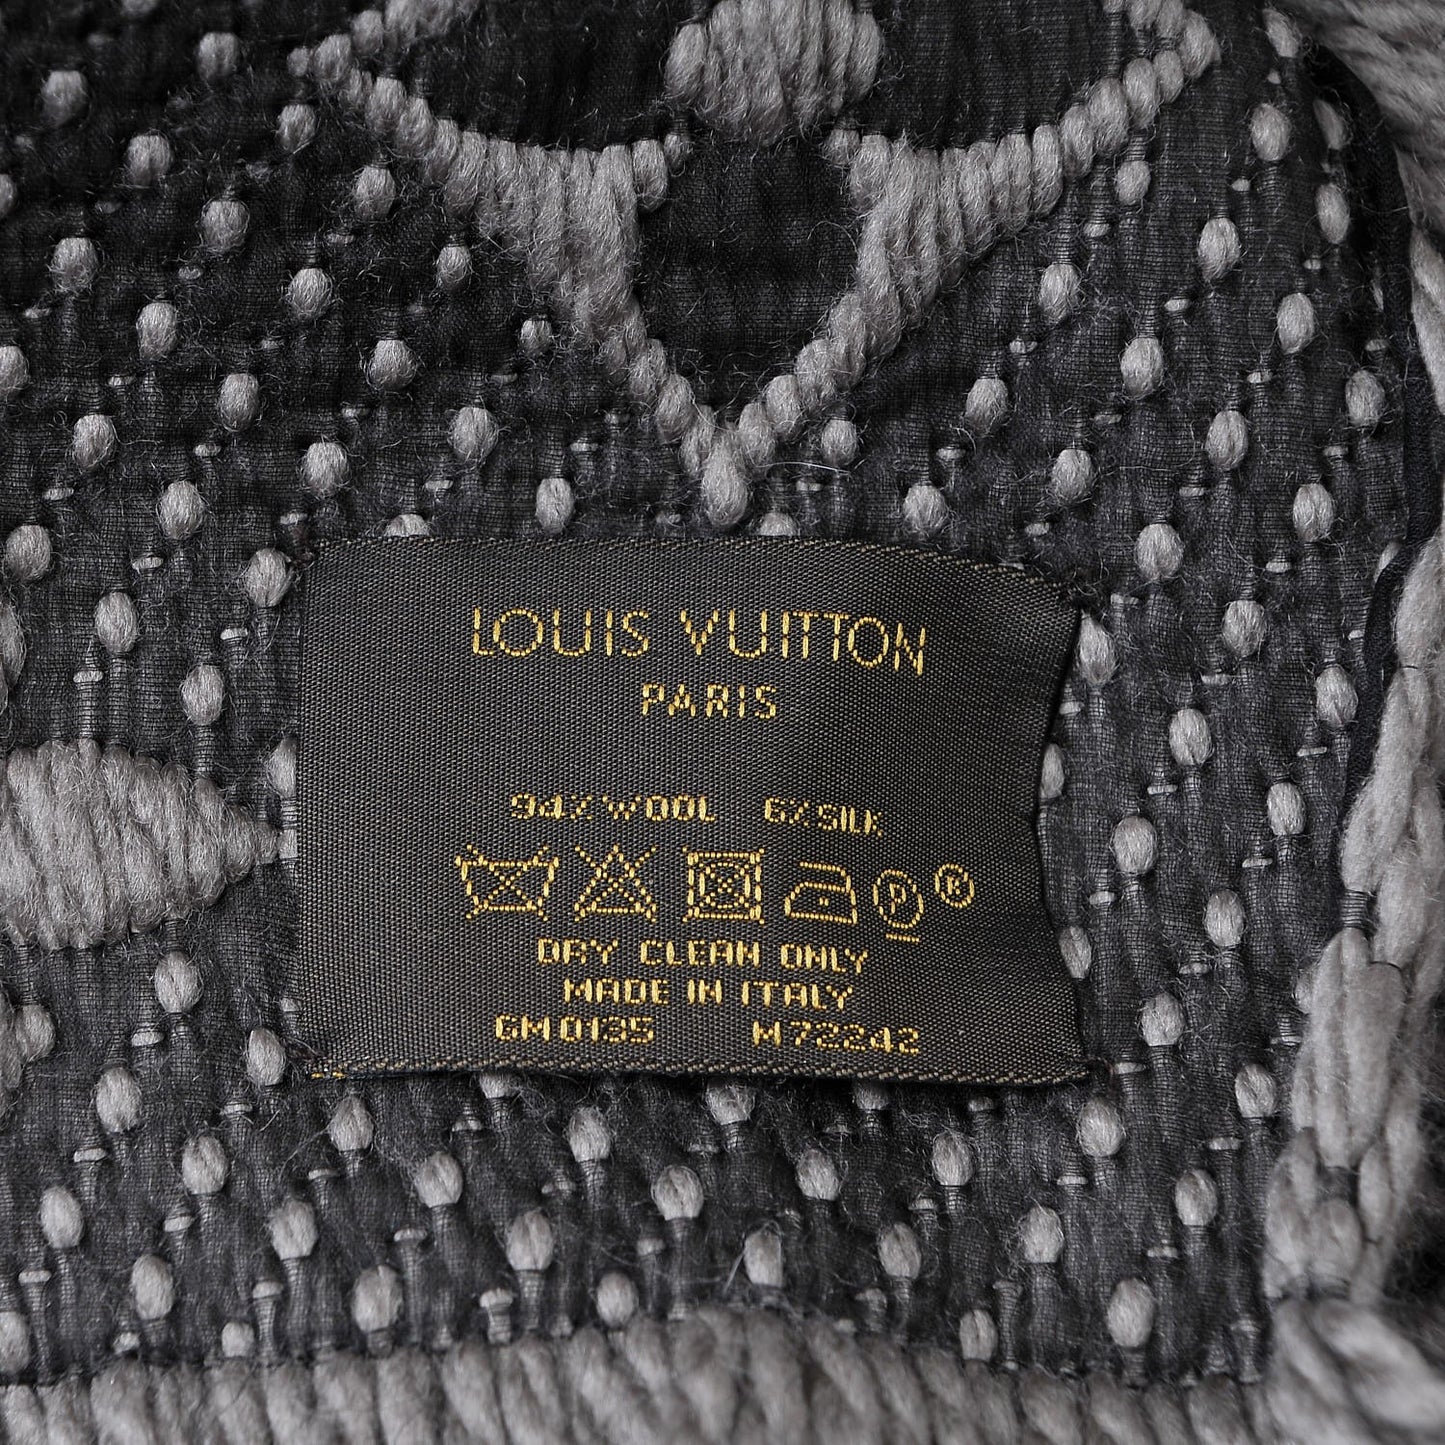 LOUIS VUITTON
PARIS
94% WOOL 6% SILK
P ®
DRY CLEAN ONLY
MADE IN ITALY
GM0135 M72242